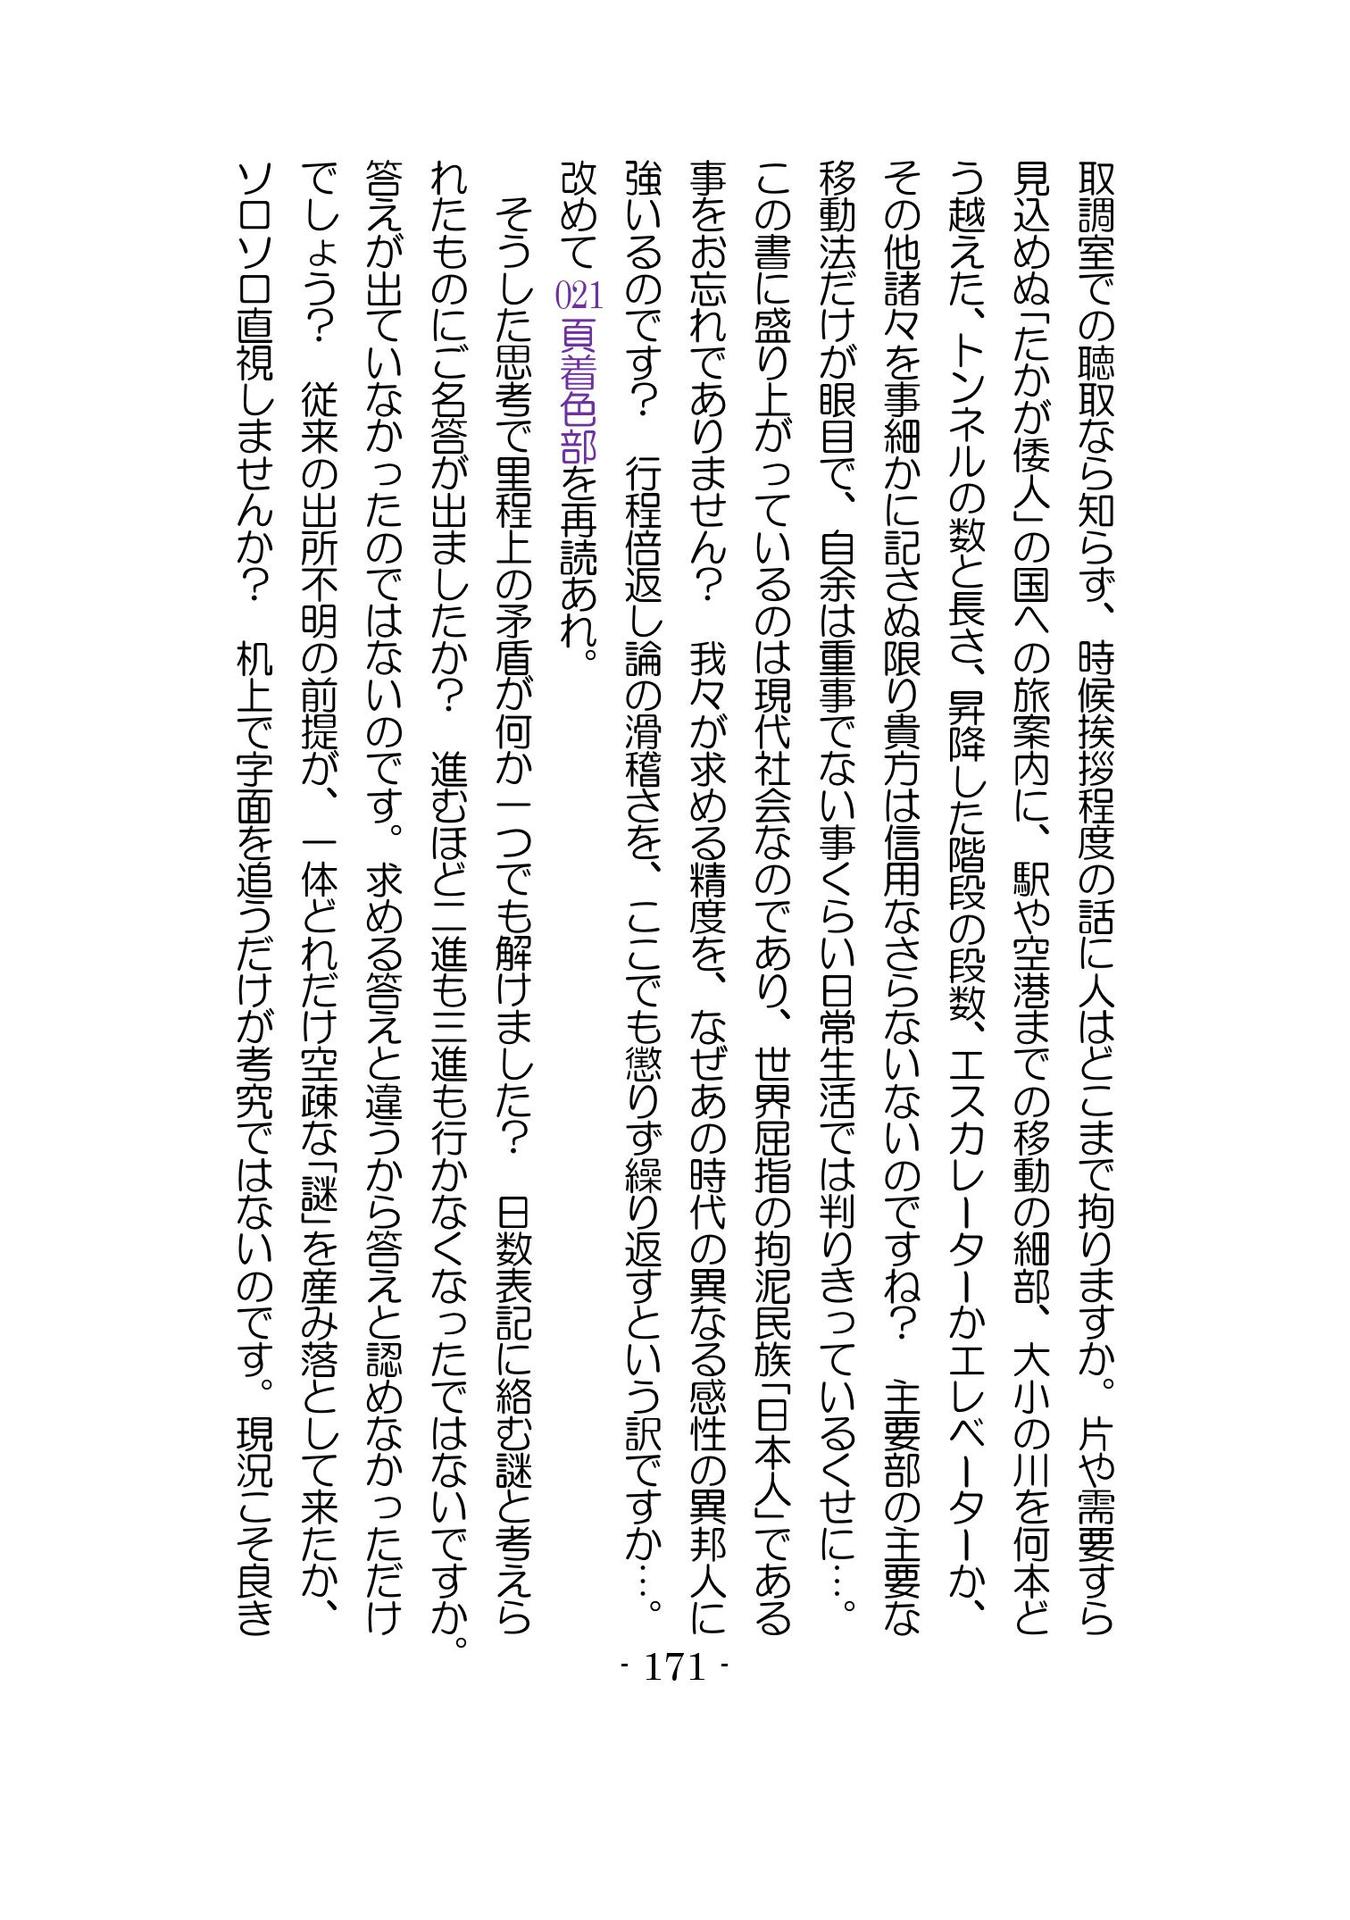 取調室での聴取なら知らず、時候挨拶程度の話に人はどこまで拘りますか。片や需要すら
見込めぬ「たかが倭人」の国への旅案内に、駅や空港までの移動の細部、大小の川を何本ど
う越えた、トンネルの数と長さ、昇降した階段の段数、エスカレーターかエレベーターか、
その他諸々を事細かに記さぬ限り貴方は信用なさらないないのですね？　主要部の主要な
移動法だけが眼目で、自余は重事でない事くらい日常生活では判りきっているくせに…。
この書に盛り上がっているのは現代社会なのであり、世界屈指の拘泥民族「日本人」である
事をお忘れでありません？　我々が求める精度を、なぜあの時代の異なる感性の異邦人に
強いるのです？　行程倍返し論の滑稽さを、ここでも懲りず繰り返すという訳ですか…。
改めて021頁着色部を再読あれ。
　そうした思考で里程上の矛盾が何か一つでも解けました？　日数表記に絡む謎と考えら
れたものにご名答が出ましたか？　進むほど二進も三進も行かなくなったではないですか。
答えが出ていなかったのではないのです。求める答えと違うから答えと認めなかっただけ
でしょう？　従来の出所不明の前提が、一体どれだけ空疎な「謎」を産み落として来たか、
ソロソロ直視しませんか？　机上で字面を追うだけが考究ではないのです。現況こそ良き
- 171 -